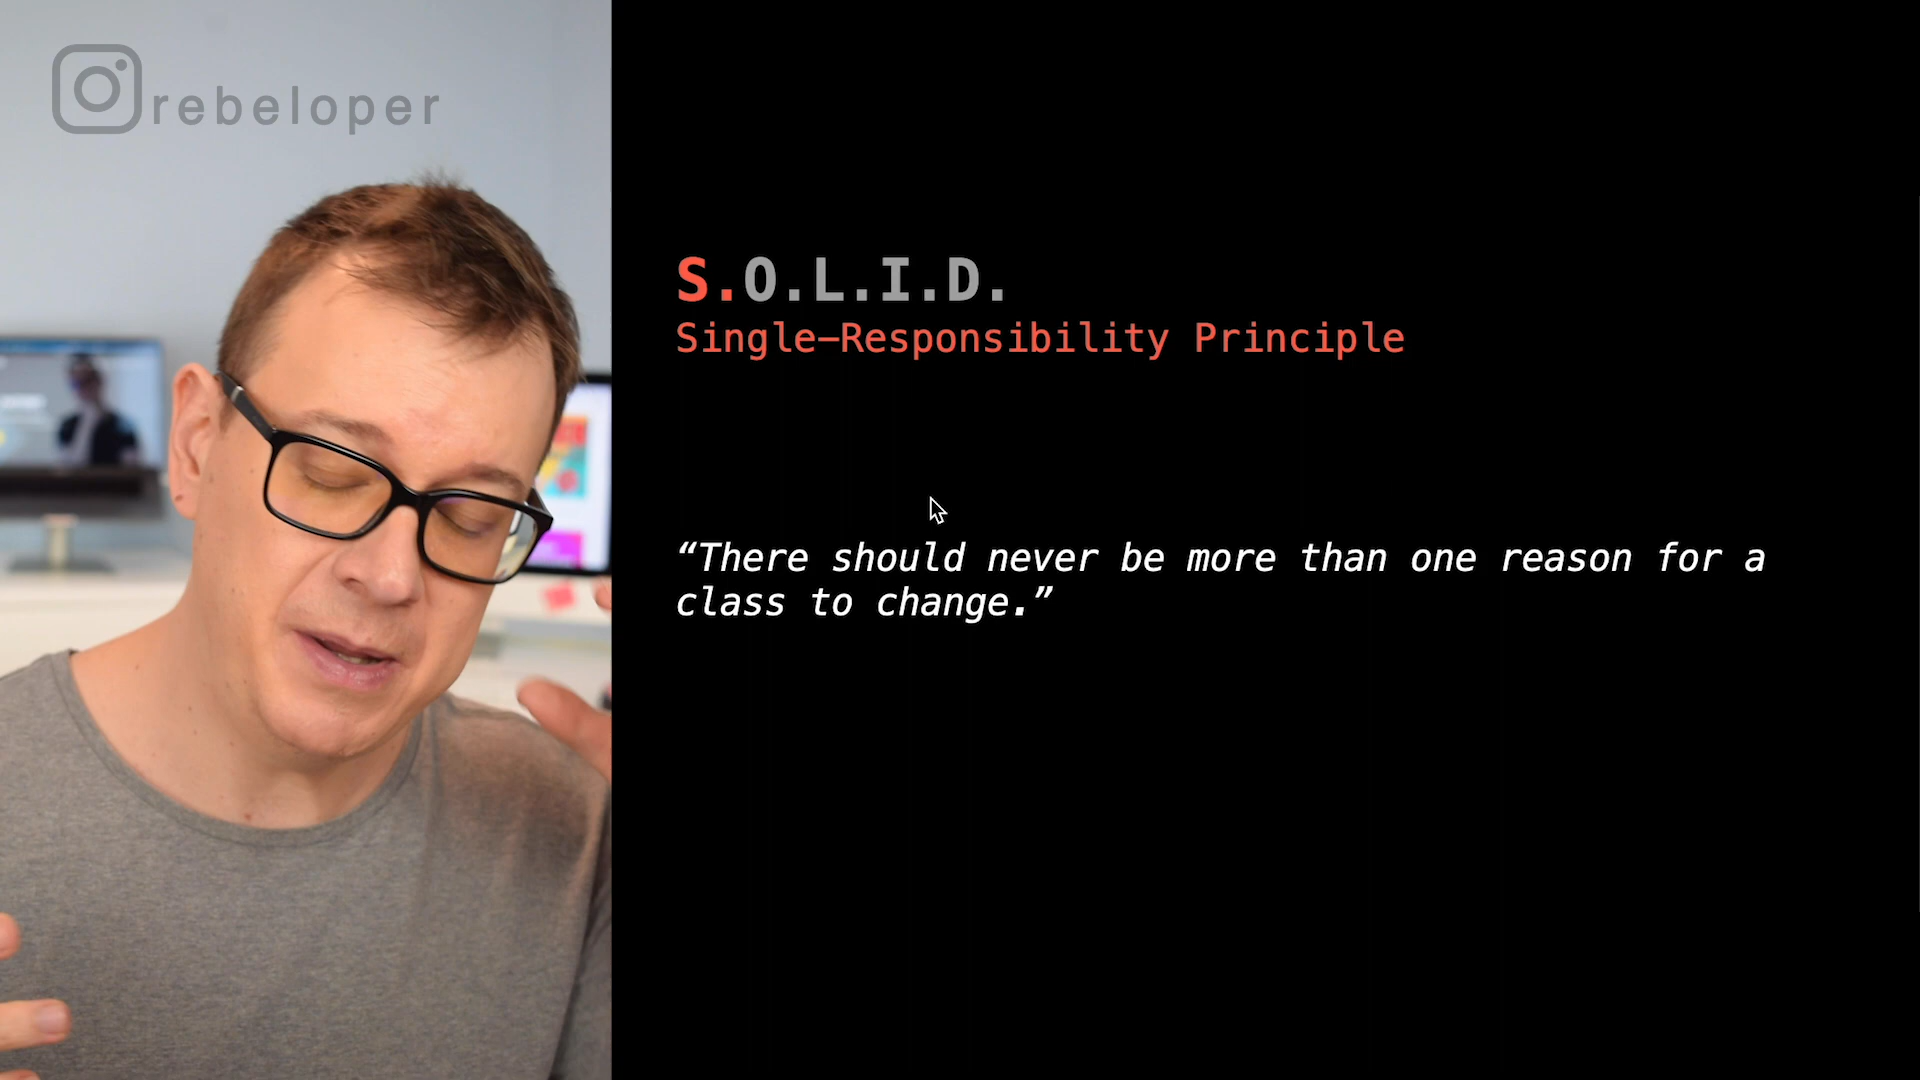 rebeloper
S.O.L.I.D.
Single–Responsibility Principle
“There should never be more than one reason for a
class to change.”